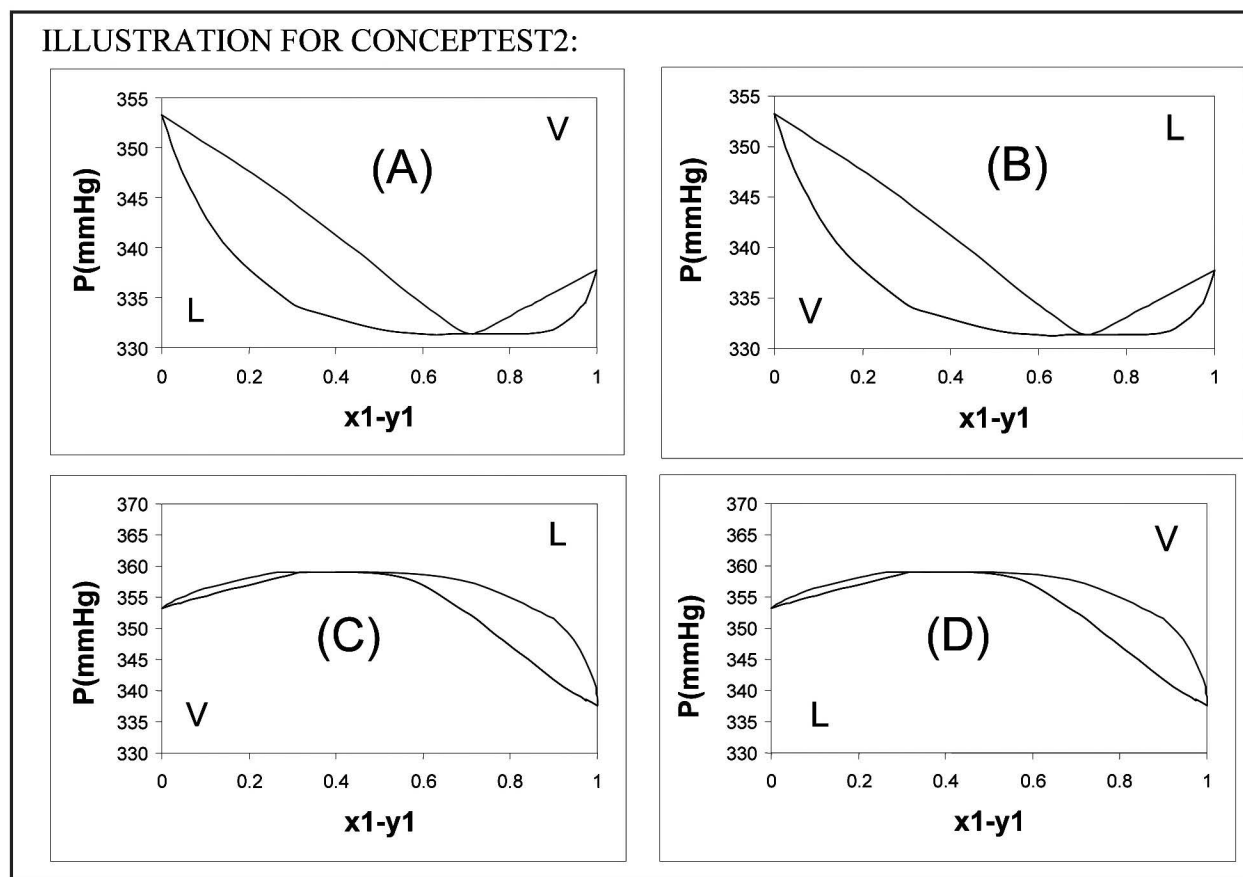 ILLUSTRATION FOR CONCEPTEST2:
355
350
345
340
335
330
P(mmHg)
(A)
V
L
0 0.2 0.4 0.6 0.8 1
x1-y1
355
350
345
340
335
330
P(mmHg)
(B)
L
V
0 0.2 0.4 0.6 0.8 1
x1-y1
370
365
360
355
350
345
340
335
330
P(mmHg)
L
(C)
V
0 0.2 0.4 0.6 0.8 1
x1-y1
370
365
360
355
350
345
340
335
330
P(mmHg)
V
(D)
L
0 0.2 0.4 0.6 0.8 1
x1-y1